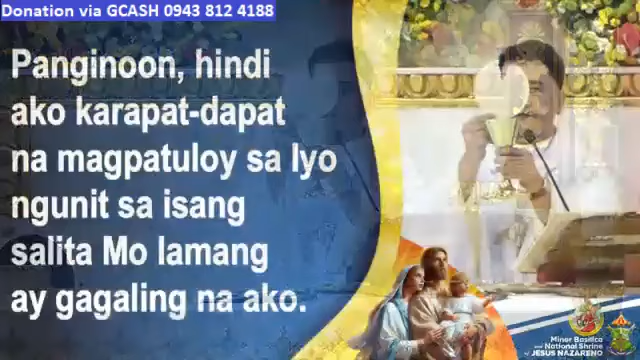 Donation via GCASH 0943 812 4188
Panginoon, hindi
ako karapat-dapat
na magpatuloy sa Iyo
ngunit sa isang
salita Mo lamang
ay gagaling na ako.
Minor Basilica
and National Shrine
of JESUS NAZARENO